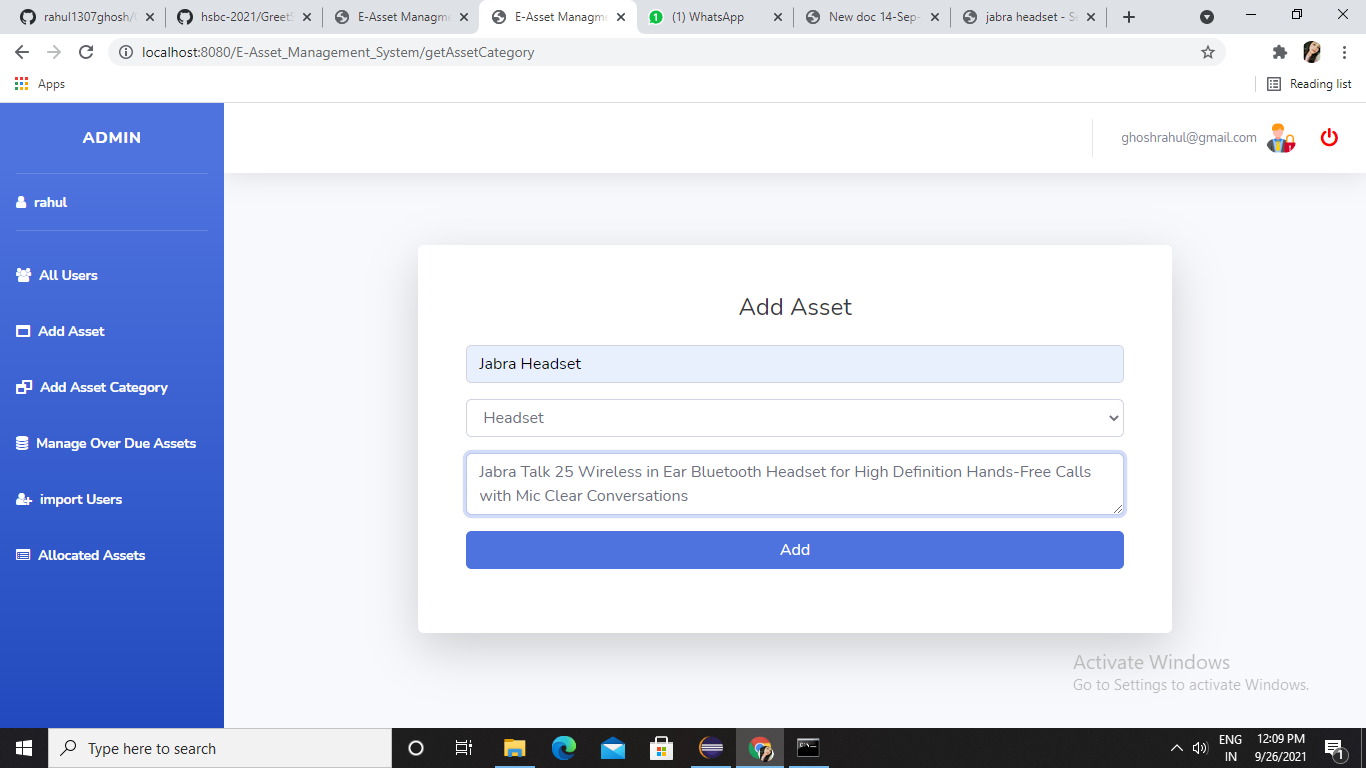 rahul1307ghosh/
hsbc-2021/Greet
E-Asset Managme
E-Asset Managme
(1) WhatsApp
New doc 14-Sep-
jabra headset - S
localhost:8080/E-Asset_Management_System/getAssetCategory
Apps
Reading list
ADMIN
ghoshrahul@gmail.com
rahul
All Users
Add Asset
Add Asset Category
Manage Over Due Assets
import Users
Allocated Assets
Add Asset
Jabra Headset
Headset
Jabra Talk 25 Wireless in Ear Bluetooth Headset for High Definition Hands-Free Calls
with Mic Clear Conversations
Add
Activate Windows
Go to Settings to activate Windows.
Type here to search
ENG
IN
12:09 PM
9/26/2021
1